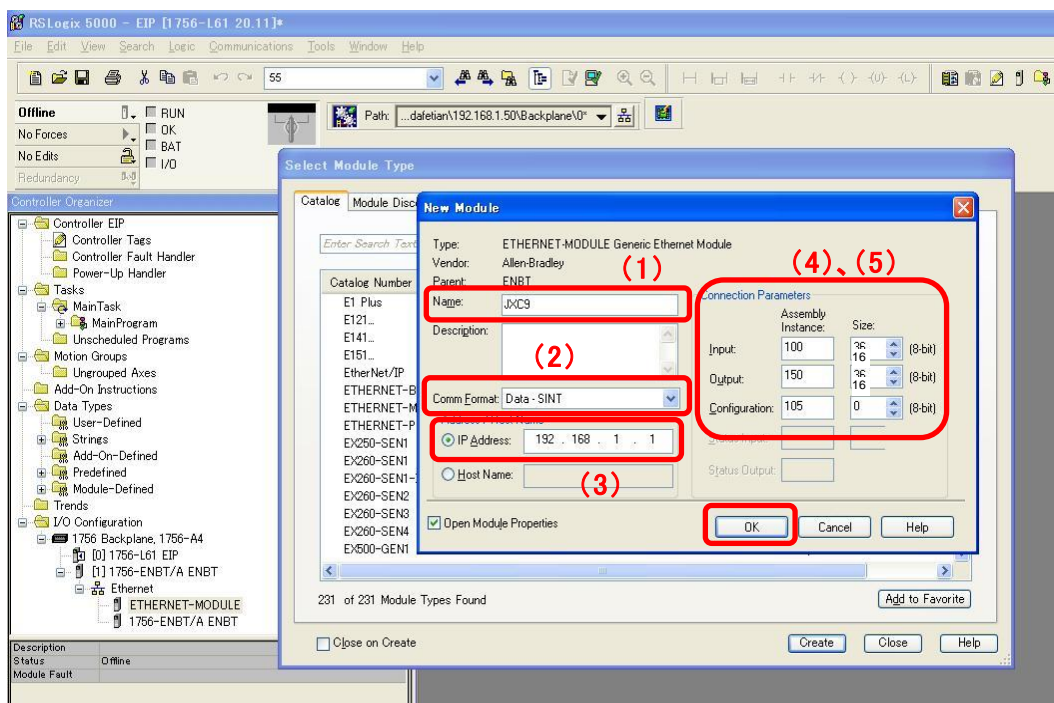 RSLogix 5000 - EIP [1756-L61 20.11]*
File Edit View Search Logic Communications Tools Window Help
55
Offline
RUN
No Forces
OK
BAT
No Edits
I/O
Redundancy
Path: ...dafetian\192.168.1.50\Backplane\0*
Controller Organizer
Controller EIP
Controller Tags
Controller Fault Handler
Power-Up Handler
Tasks
MainTask
MainProgram
Unscheduled Programs
Motion Groups
Ungrouped Axes
Add-On Instructions
Data Types
User-Defined
Strings
Add-On-Defined
Predefined
Module-Defined
Trends
I/O Configuration
1756 Backplane, 1756-A4
[0] 1756-L61 EIP
[1] 1756-ENBT/A ENBT
Ethernet
ETHERNET-MODULE
1756-ENBT/A ENBT
Description
Status Offline
Module Fault
Select Module Type
Catalog Module Disc
Enter Search Text
Catalog Number
E1 Plus
E121...
E141...
E151...
EtherNet/IP
ETHERNET-B
ETHERNET-M
ETHERNET-P
EX250-SEN1
EX260-SEN1
EX260-SEN1-
EX260-SEN2
EX260-SEN3
EX260-SEN4
EX500-GEN1
231 of 231 Module Types Found
Add to Favorite
Close on Create
Create Close Help
New Module
Type: ETHERNET-MODULE Generic Ethernet Module
Vendor: Allen-Bradley
Parent: ENBT
(1)
Name: JXC9
Description:
(2)
Comm Format: Data - SINT
Address / Host Name
IP Address: 192 . 168 . 1 . 1
Host Name:
(3)
Open Module Properties
(4)、(5)
Connection Parameters
Assembly
Instance: Size:
Input: 100 36 (8-bit)
16
Output: 150 36 (8-bit)
16
Configuration: 105 0 (8-bit)
Status Input:
Status Output:
OK Cancel Help